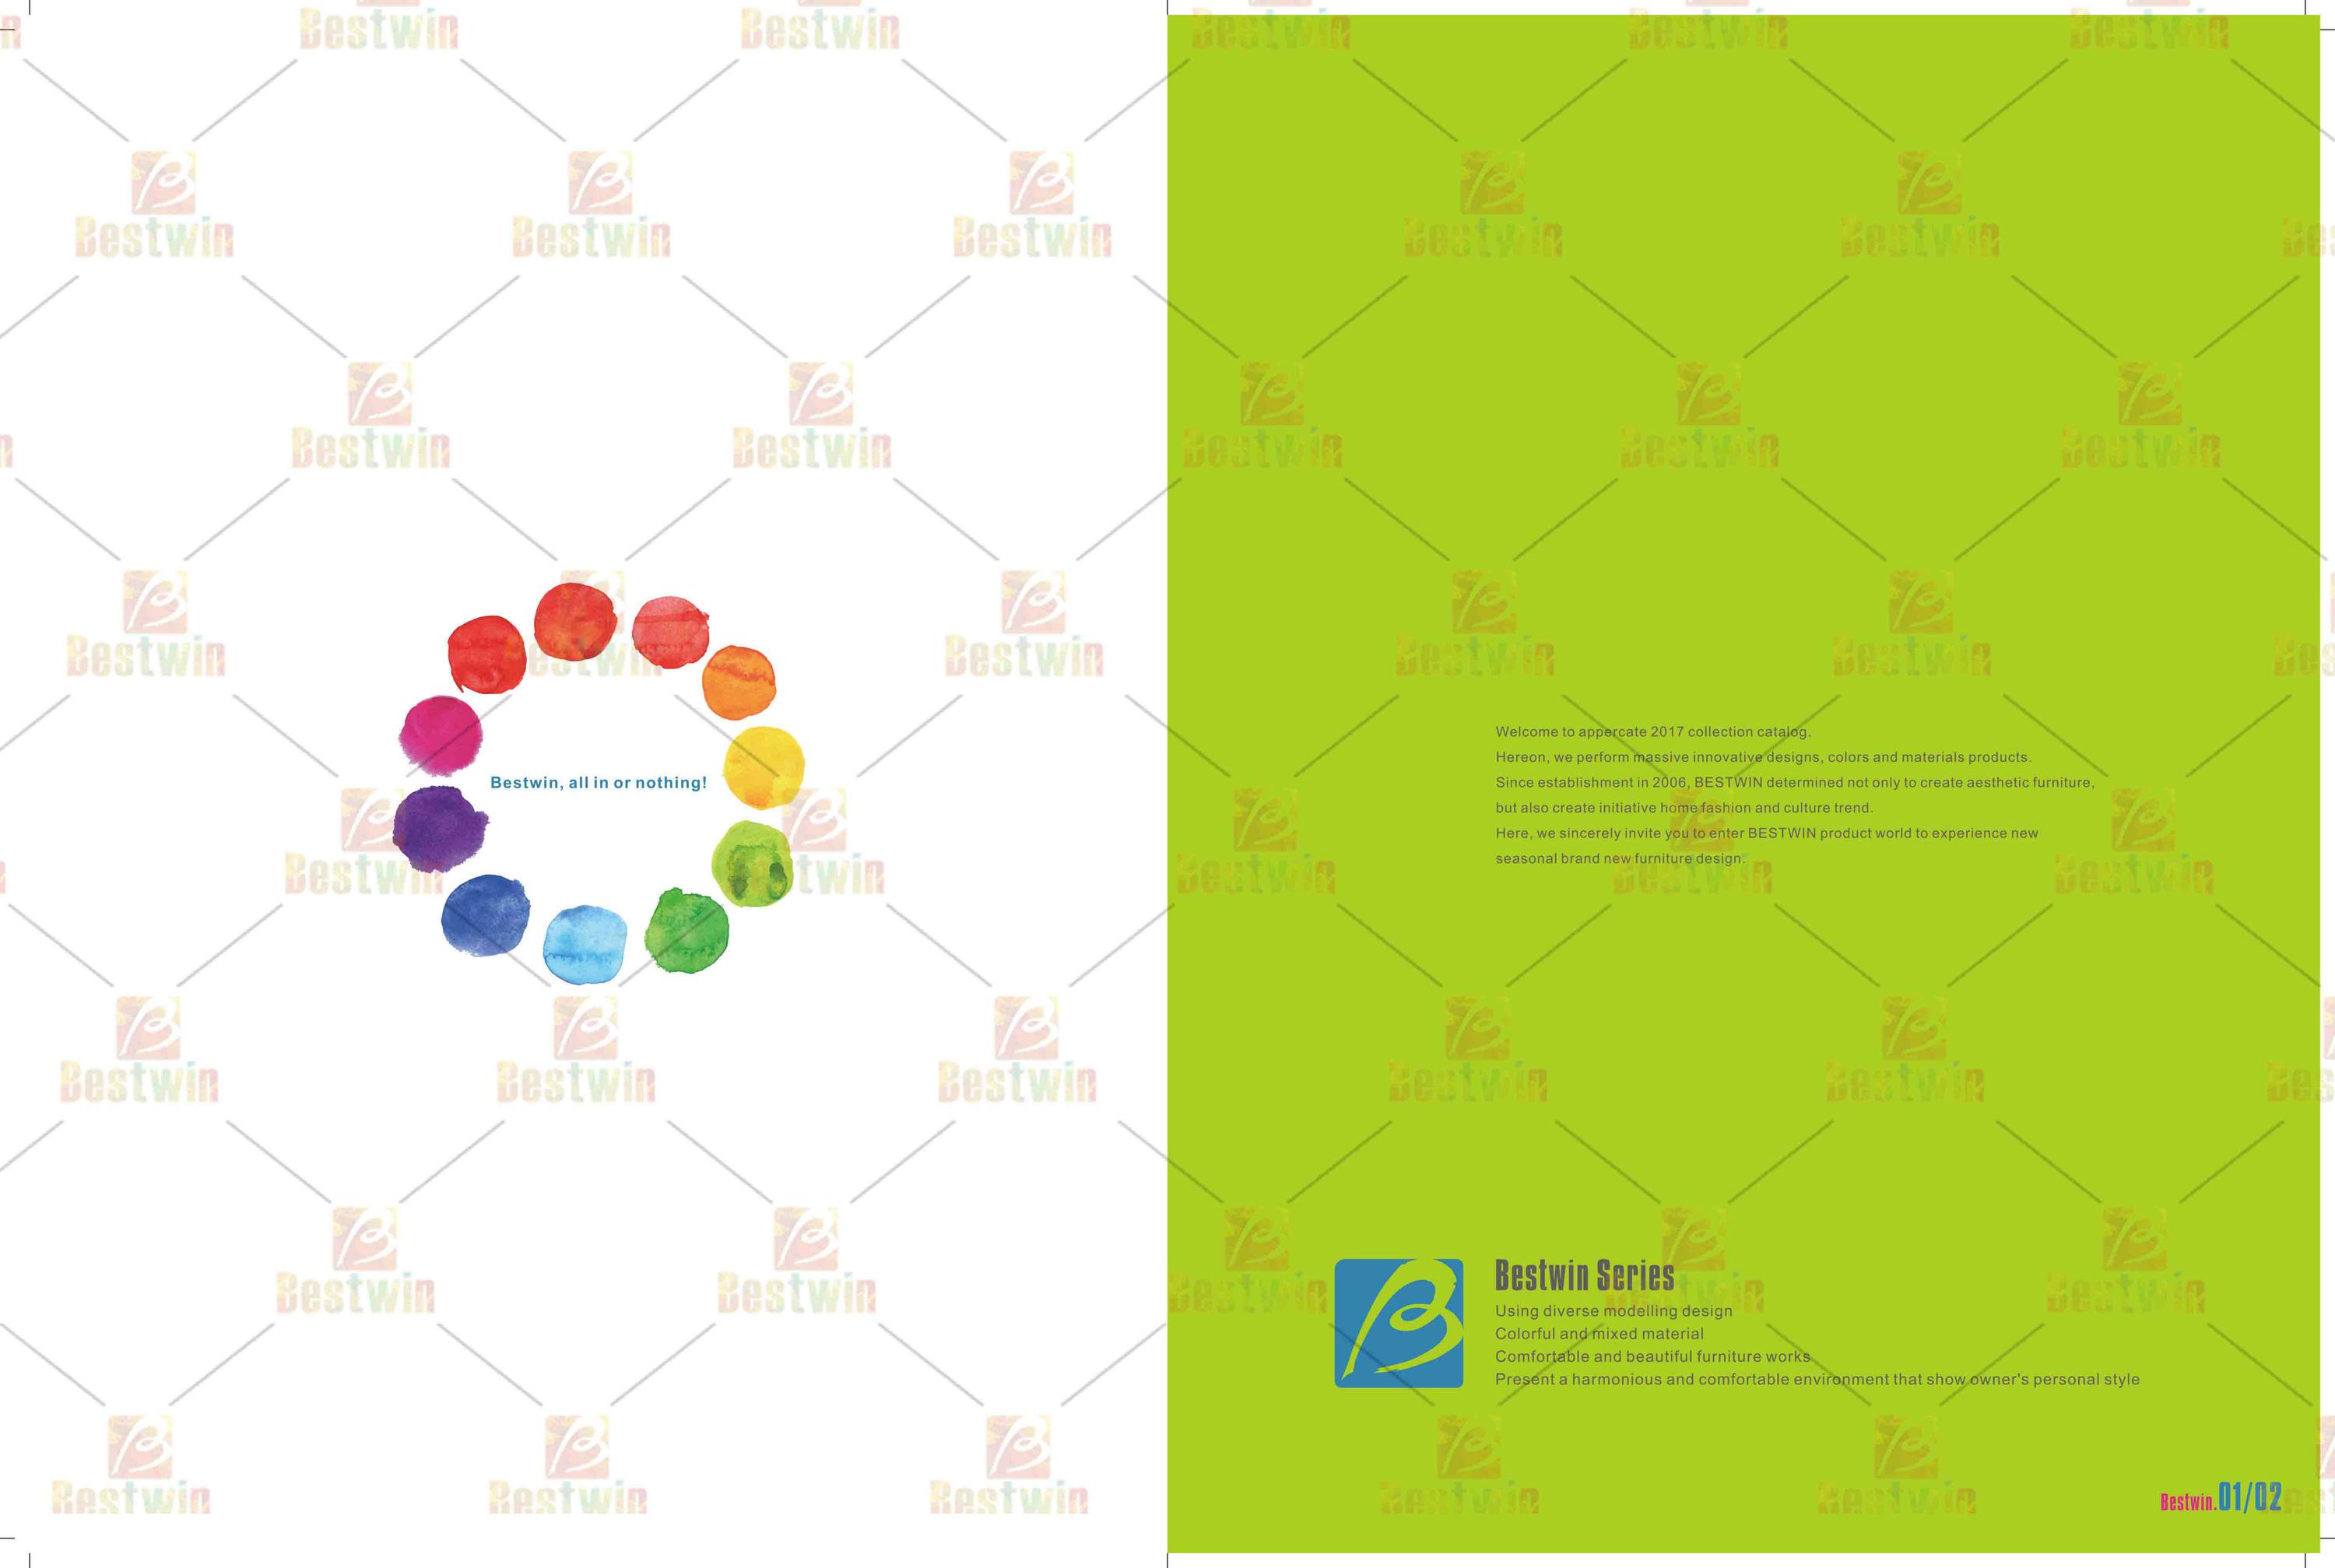 Bestwin, all in or nothing!
Welcome to appercate 2017 collection catalog.
Hereon, we perform massive innovative designs, colors and materials products.
Since establishment in 2006, BESTWIN determined not only to create aesthetic furniture,
but also create initiative home fashion and culture trend.
Here, we sincerely invite you to enter BESTWIN product world to experience new
seasonal brand new furniture design.
Bestwin Series
Using diverse modelling design
Colorful and mixed material
Comfortable and beautiful furniture works
Present a harmonious and comfortable environment that show owner's personal style
Bestwin.01/02